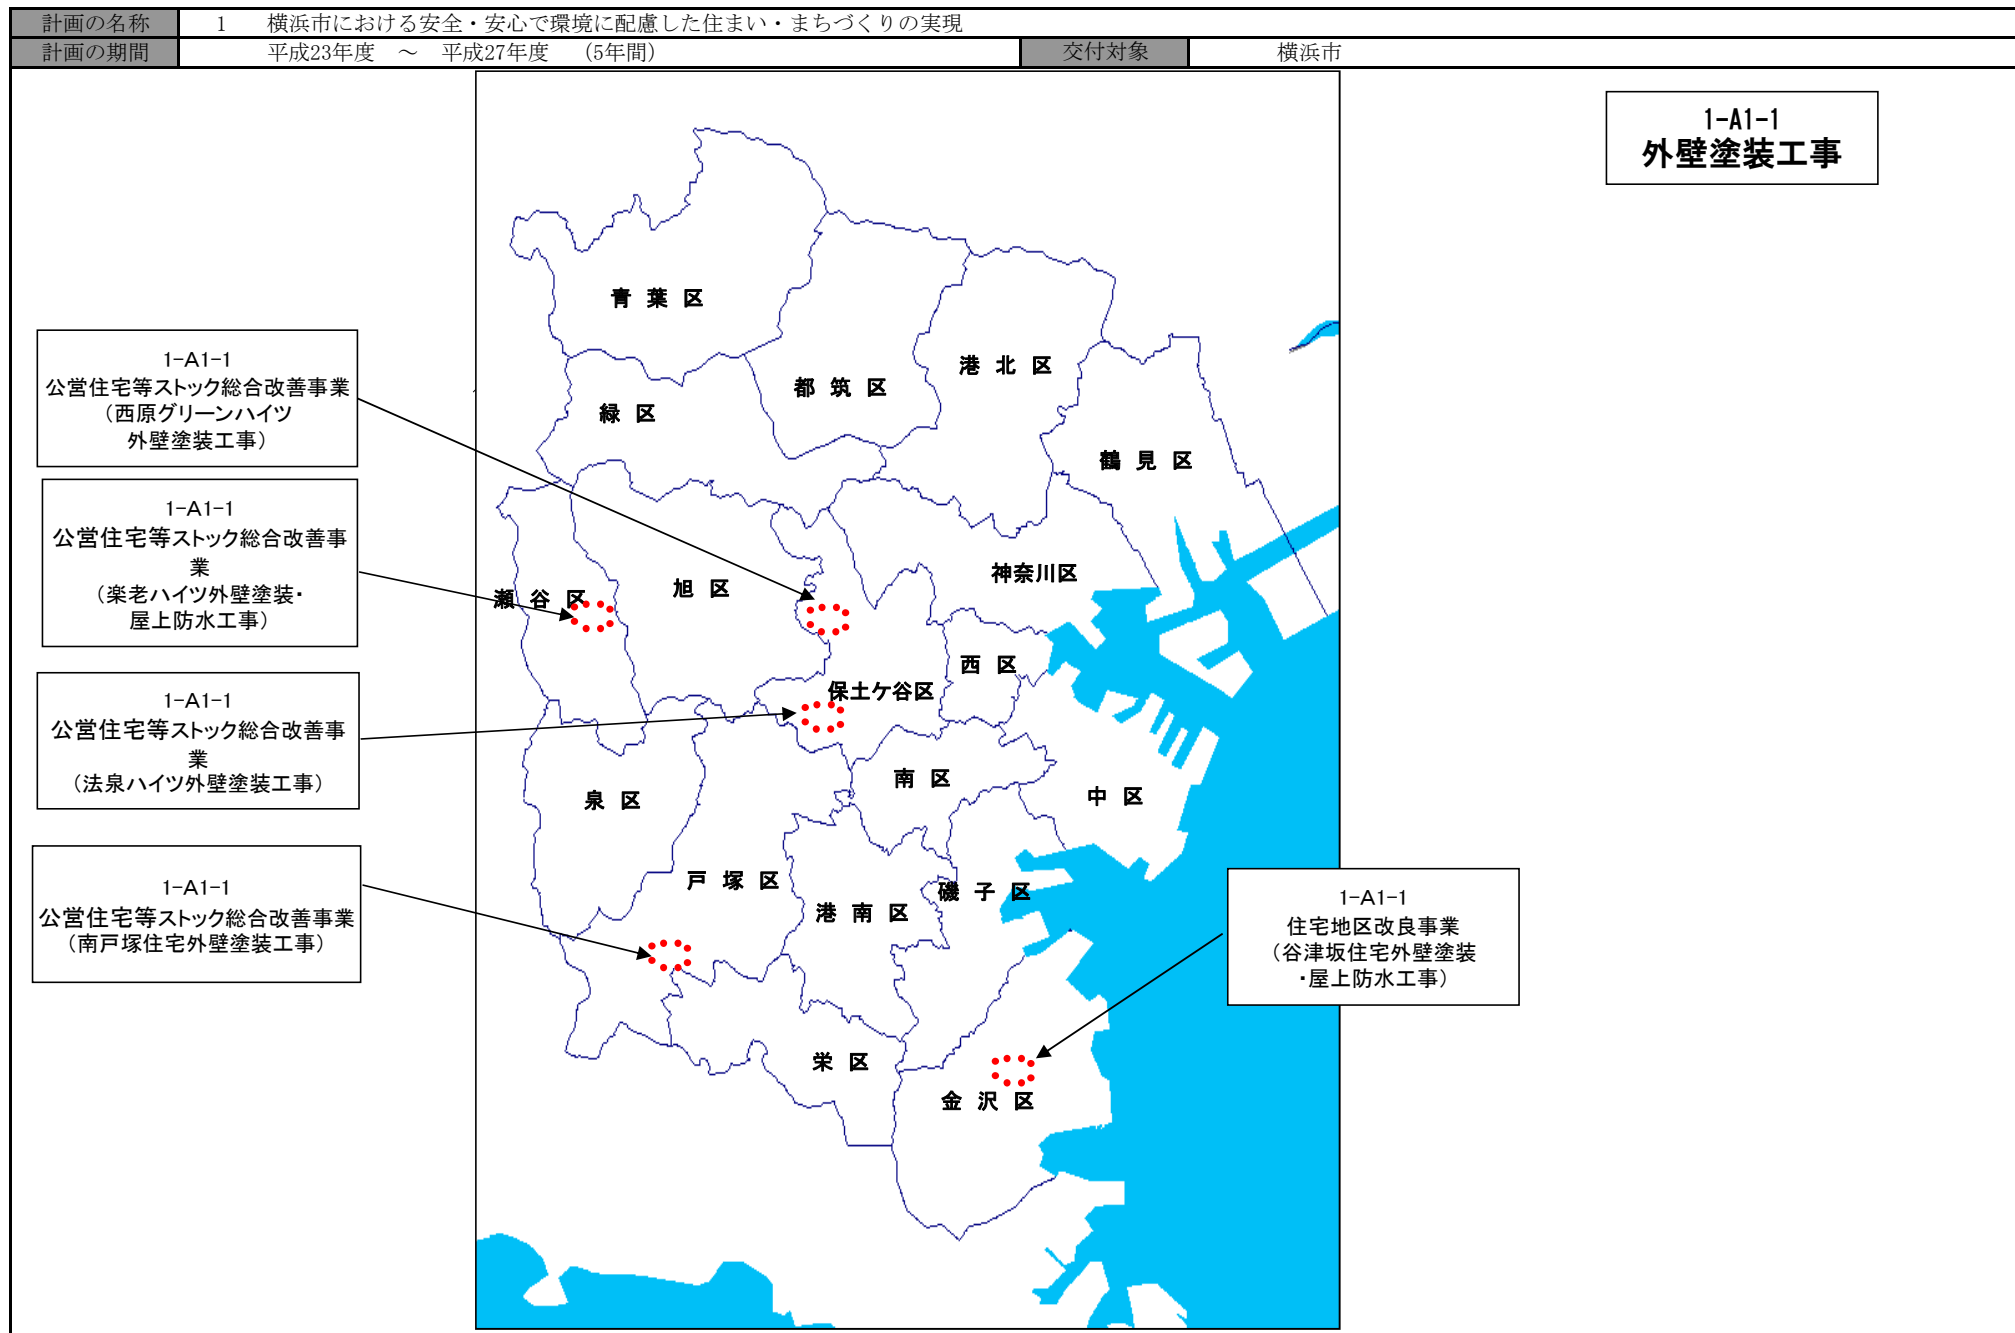 計画の名称 1 横浜市における安全・安心で環境に配慮した住まい・まちづくりの実現
計画の期間 平成23年度 ～ 平成27年度 (5年間) 交付対象 横浜市
1-A1-1
外壁塗装工事
青葉区
都筑区
港北区
緑区
鶴見区
旭区
瀬谷区
神奈川区
西区
保土ケ谷区
南区
中区
泉区
戸塚区
港南区
磯子区
栄区
金沢区
1-A1-1
公営住宅等ストック総合改善事業
（西原グリーンハイツ
外壁塗装工事）
1-A1-1
公営住宅等ストック総合改善事
業
（楽老ハイツ外壁塗装・
屋上防水工事）
1-A1-1
公営住宅等ストック総合改善事
業
（法泉ハイツ外壁塗装工事）
1-A1-1
公営住宅等ストック総合改善事業
（南戸塚住宅外壁塗装工事）
1-A1-1
住宅地区改良事業
（谷津坂住宅外壁塗装
・屋上防水工事）